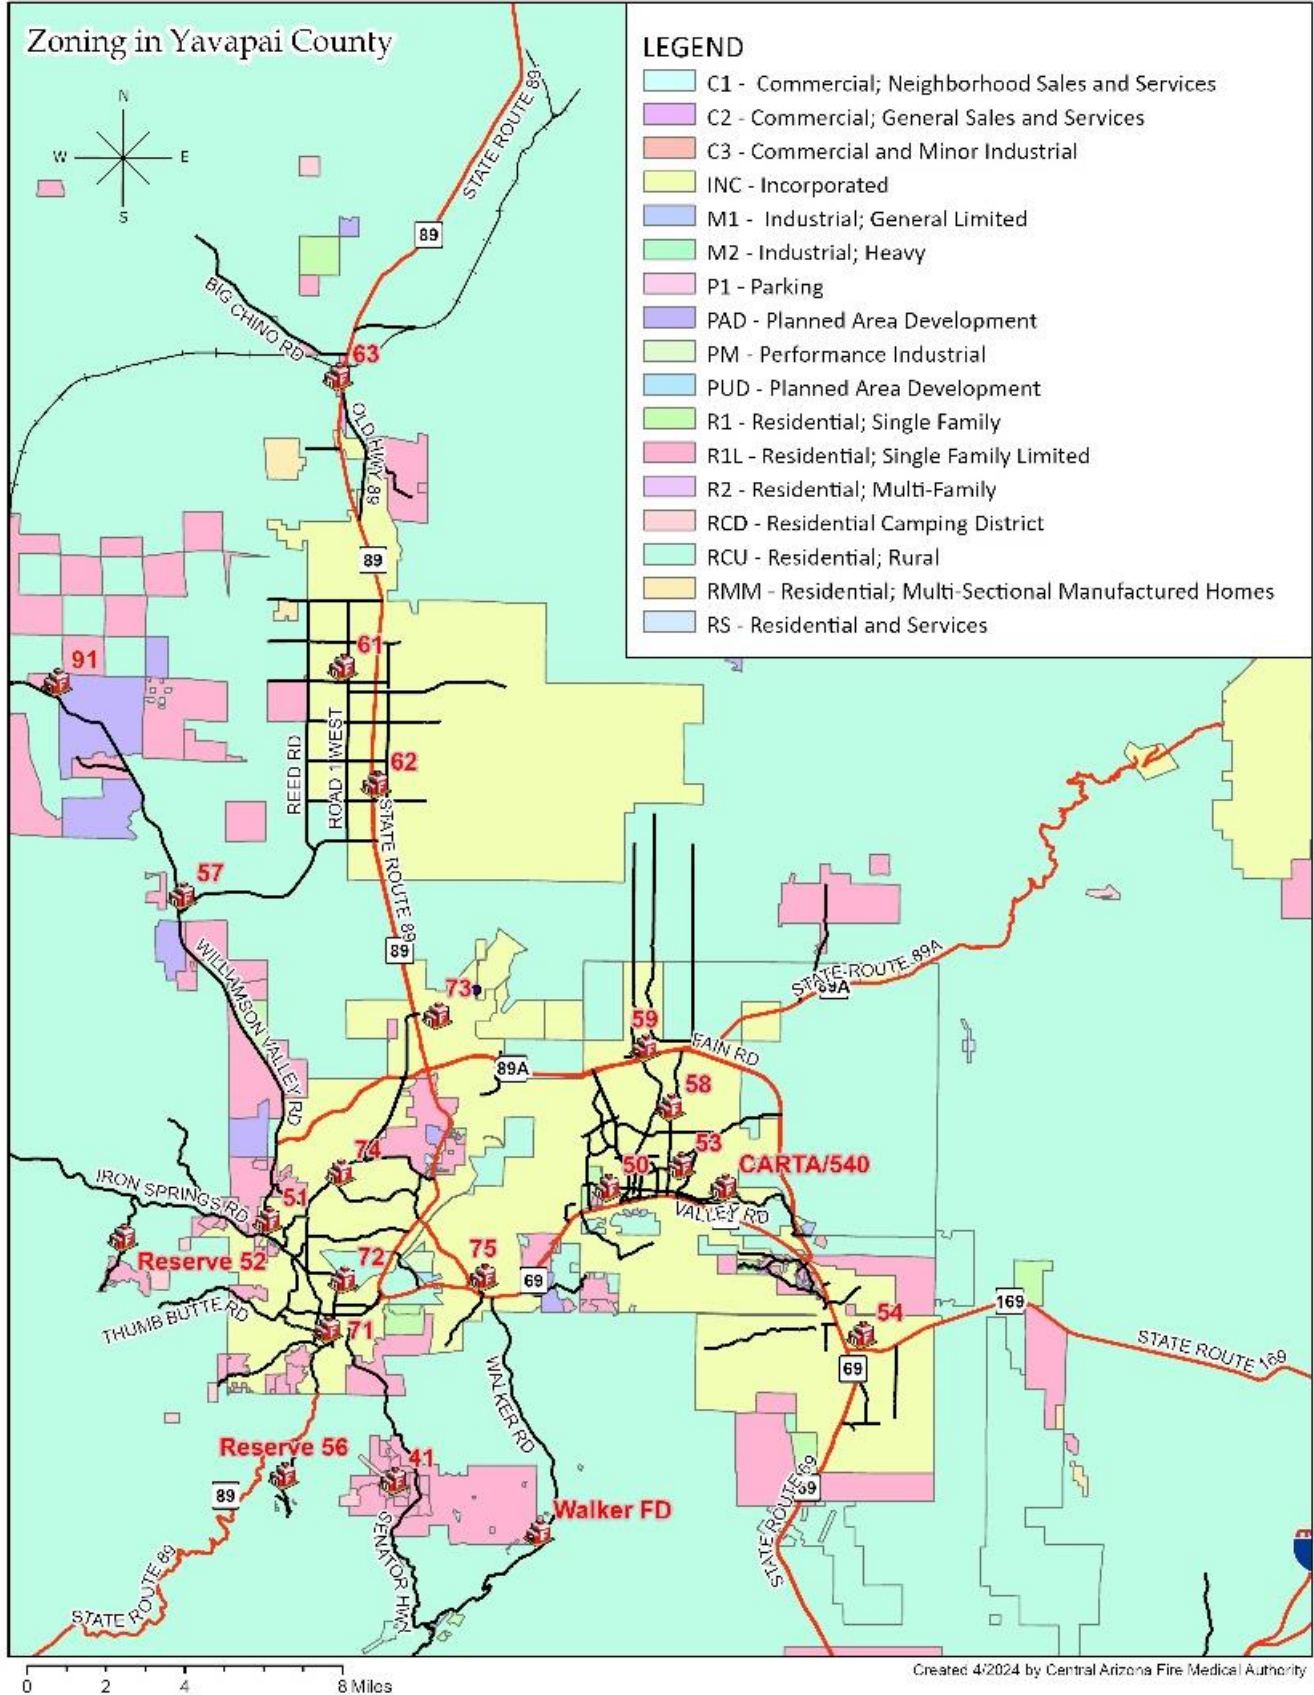 Zoning in Yavapai County
N
W E
S
LEGEND
C1 - Commercial; Neighborhood Sales and Services
C2 - Commercial; General Sales and Services
C3 - Commercial and Minor Industrial
INC - Incorporated
M1 - Industrial; General Limited
M2 - Industrial; Heavy
P1 - Parking
PAD - Planned Area Development
PM - Performance Industrial
PUD - Planned Area Development
R1 - Residential; Single Family
R1L - Residential; Single Family Limited
R2 - Residential; Multi-Family
RCD - Residential Camping District
RCU - Residential; Rural
RMM - Residential; Multi-Sectional Manufactured Homes
RS - Residential and Services
STATE ROUTE 89
89
BIG CHINO RD
63
OLD HWY 89
89
61
91
REED RD
ROAD 1 WEST
62
STATE ROUTE 89
57
89
WILLIAMSON VALLEY RD
73
STATE ROUTE 89A
89A
59
FAIN RD
89A
58
74
53
50
CARTA/540
IRON SPRINGS RD
51
VALLEY RD
Reserve 52
72
75
69
169
THUMB BUTTE RD
71
54
STATE ROUTE 169
WALKER RD
69
Reserve 56
41
89
STATE ROUTE 69
69
Walker FD
SENATOR HWY
STATE ROUTE 89
0 2 4 8 Miles
Created 4/2024 by Central Arizona Fire Medical Authority